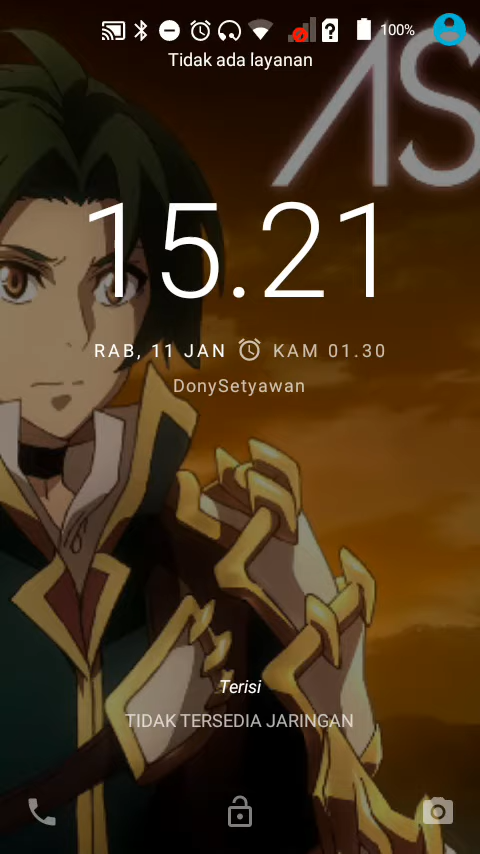 100%
Tidak ada layanan
AS
15.21
RAB, 11 JAN KAM 01.30
DonySetyawan
Terisi
TIDAK TERSEDIA JARINGAN